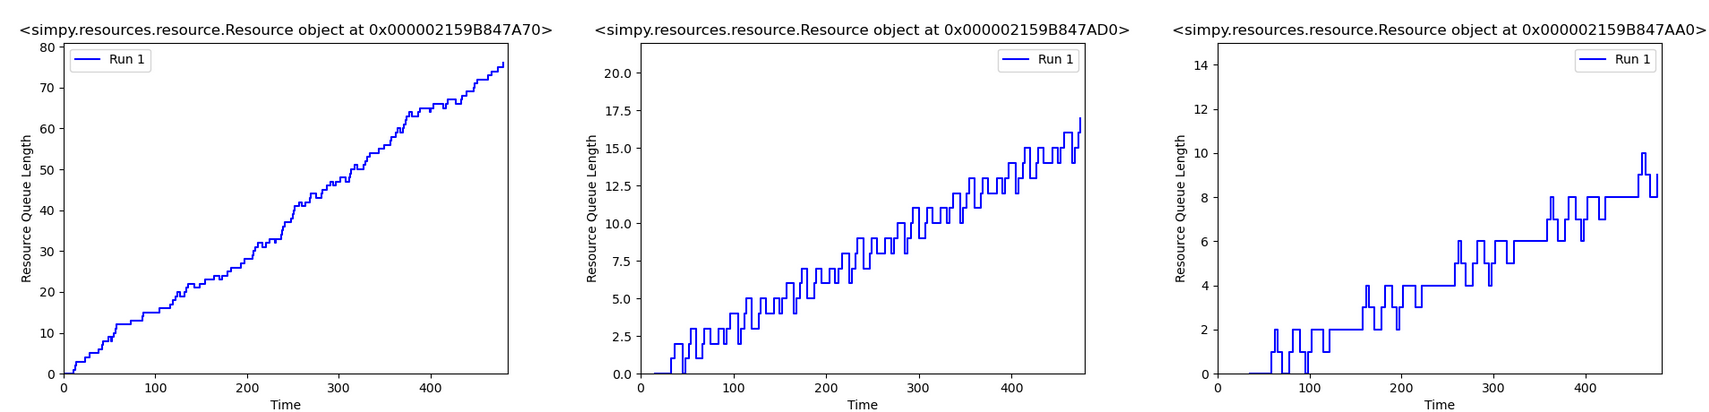 <simpy.resources.resource.Resource object at 0x000002159B847A70>
Run 1
80
70
60
50
40
30
20
10
0
Resource Queue Length
0 100 200 300 400
Time
<simpy.resources.resource.Resource object at 0x000002159B847AD0>
Run 1
20.0
17.5
15.0
12.5
10.0
7.5
5.0
2.5
0.0
Resource Queue Length
0 100 200 300 400
Time
<simpy.resources.resource.Resource object at 0x000002159B847AA0>
Run 1
14
12
10
8
6
4
2
0
Resource Queue Length
0 100 200 300 400
Time